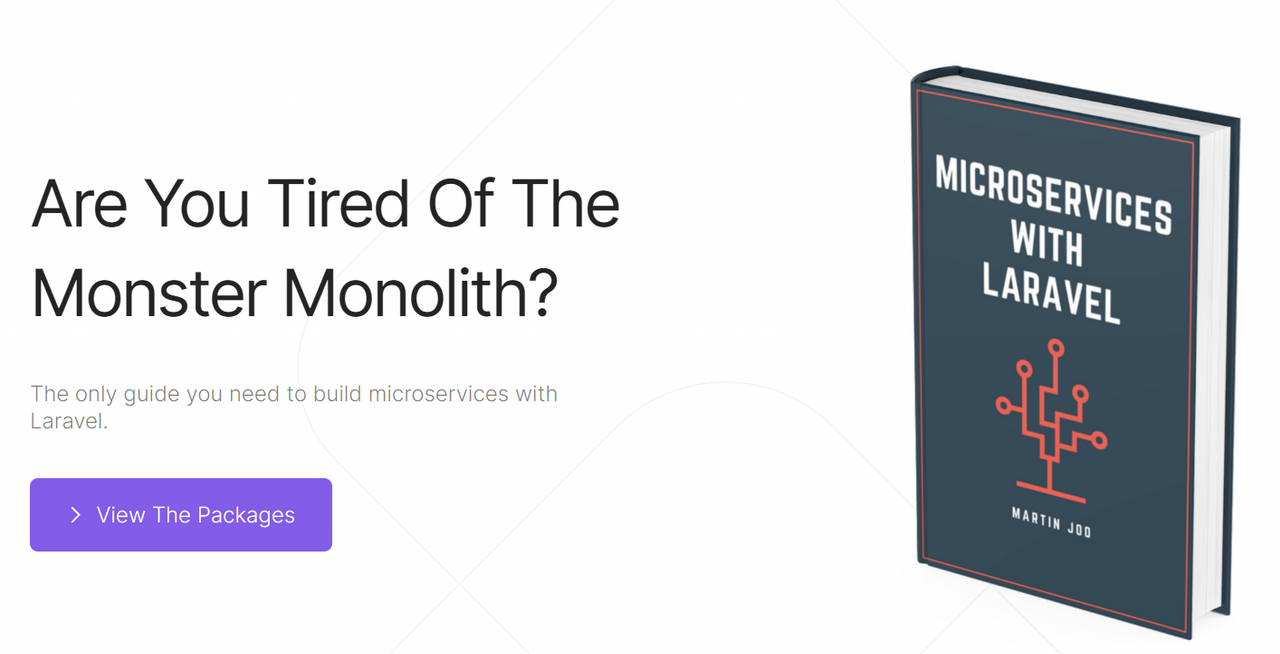 Are You Tired Of The
Monster Monolith?
The only guide you need to build microservices with
Laravel.
View The Packages
MICROSERVICES
WITH
LARAVEL
MARTIN JOO